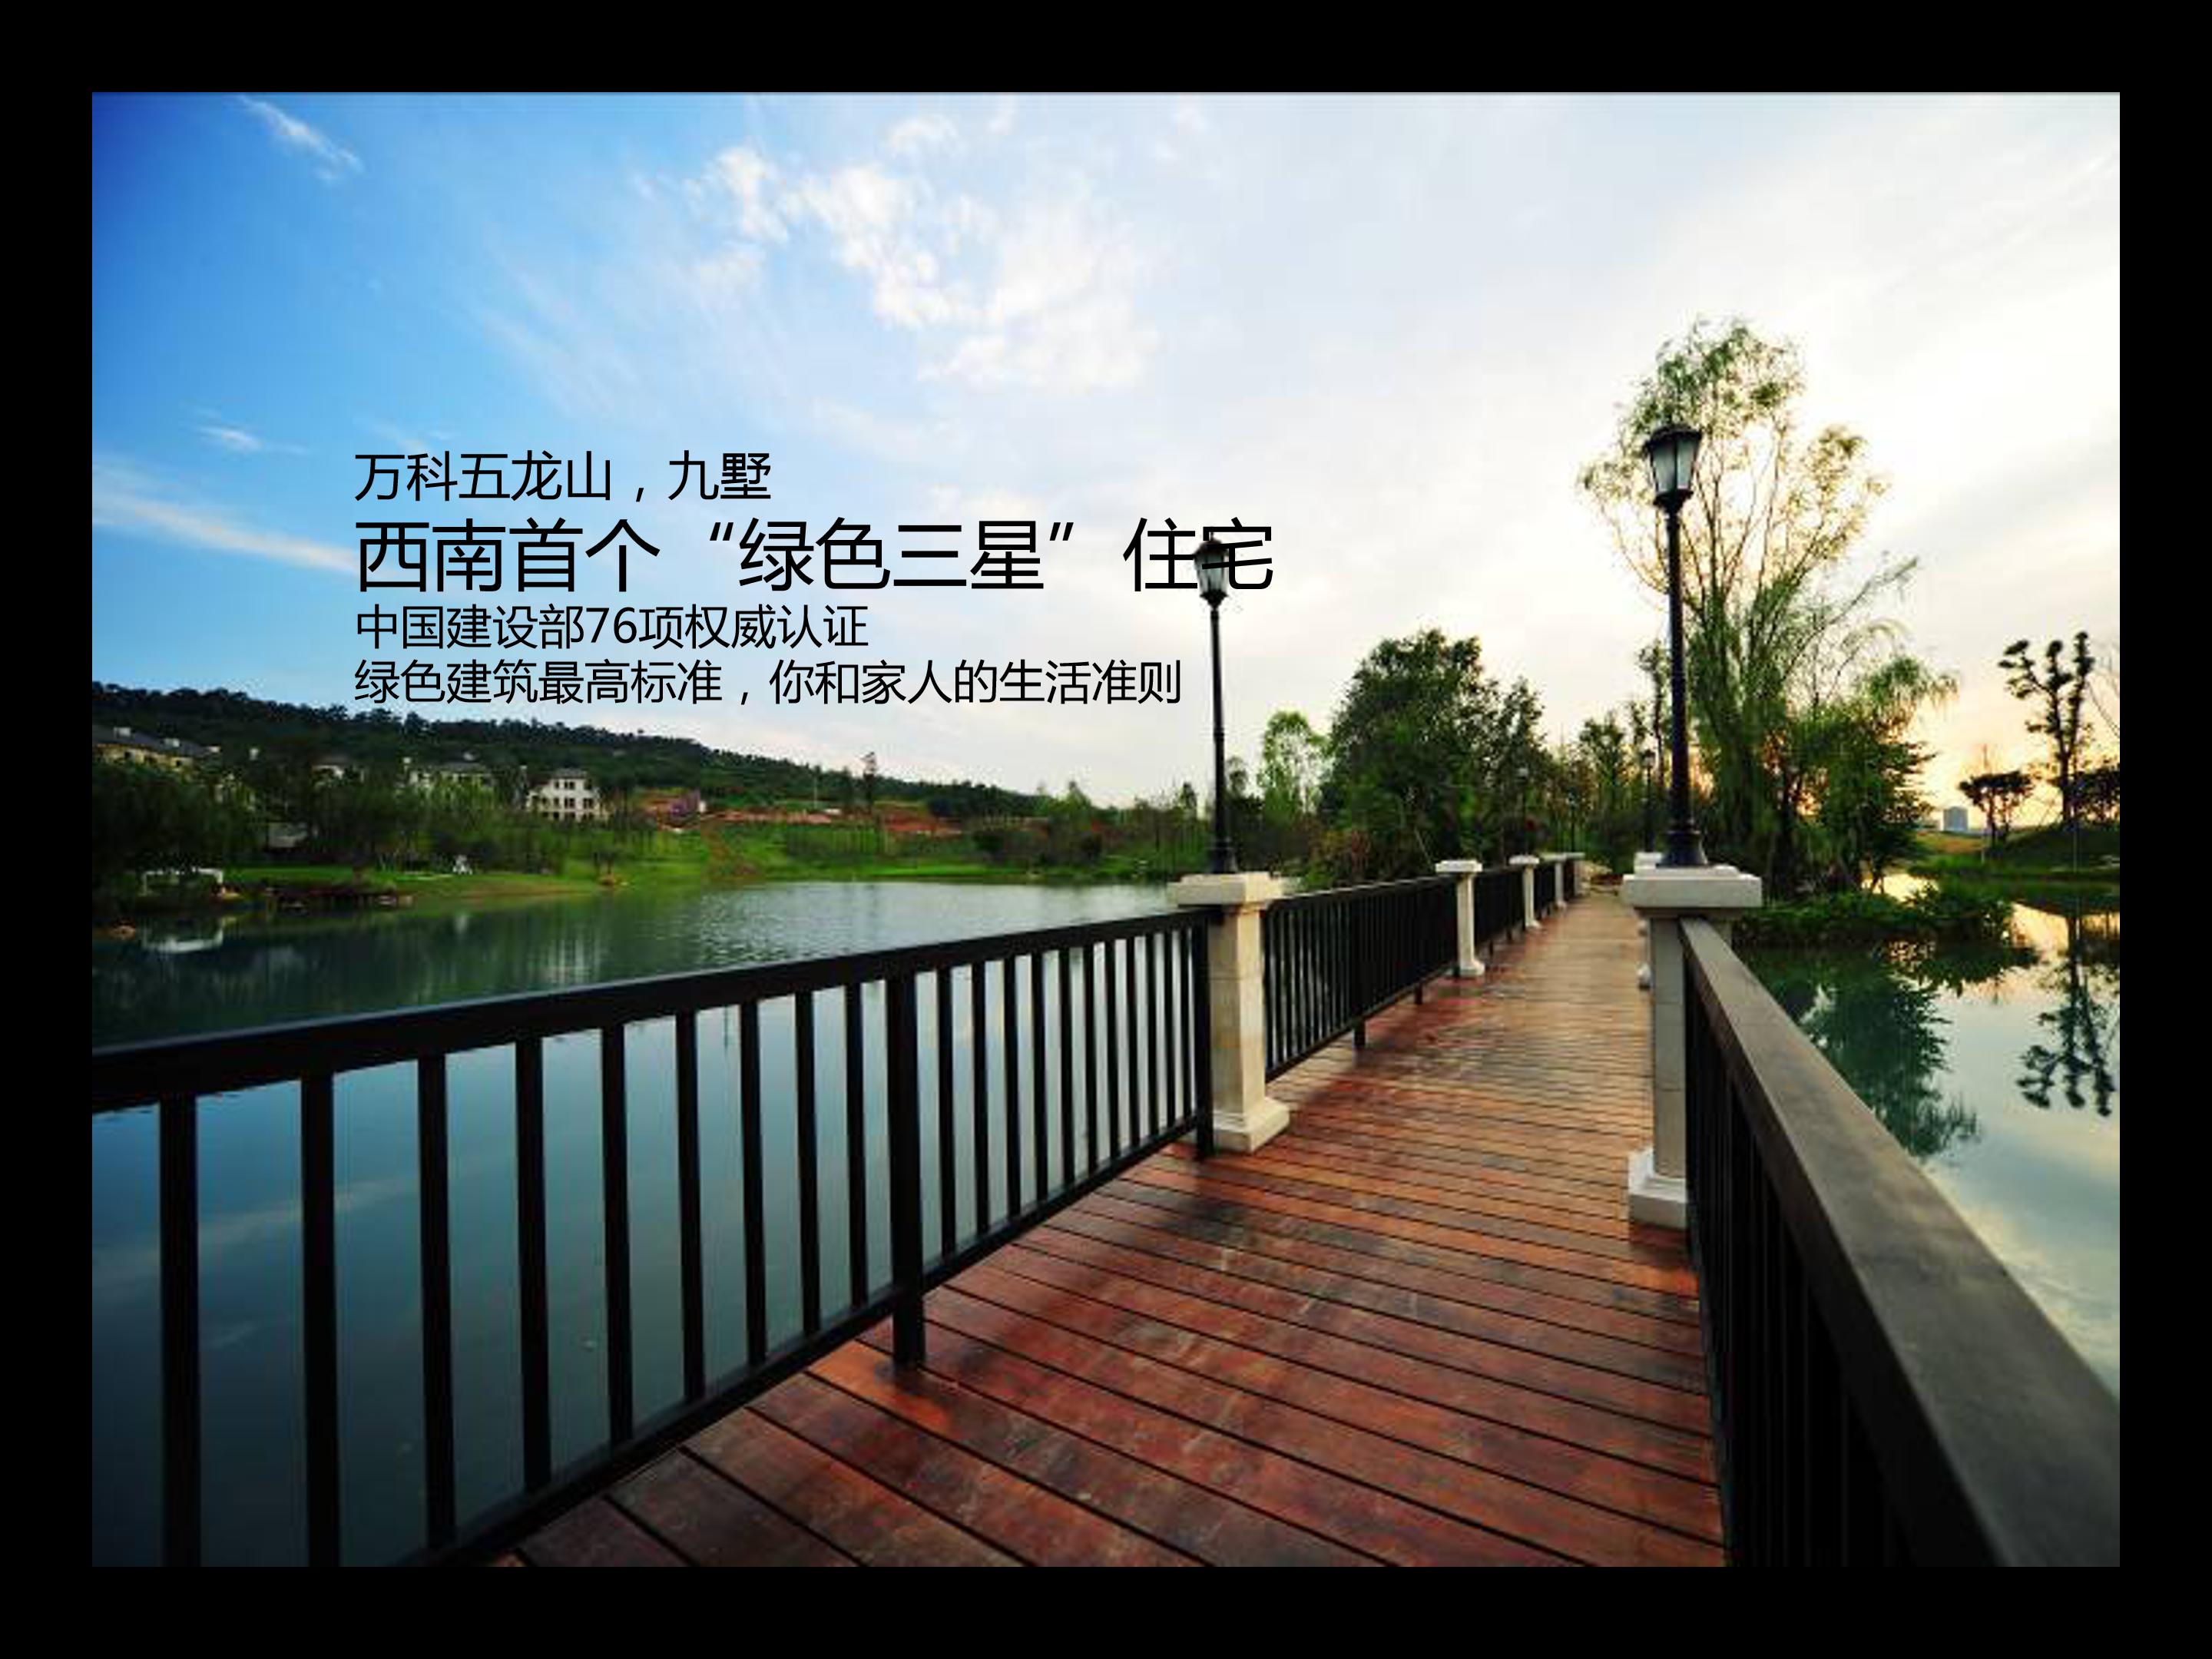 万科五龙山，九墅
西南首个“绿色三星”住宅
中国建设部76项权威认证
绿色建筑最高标准，你和家人的生活准则